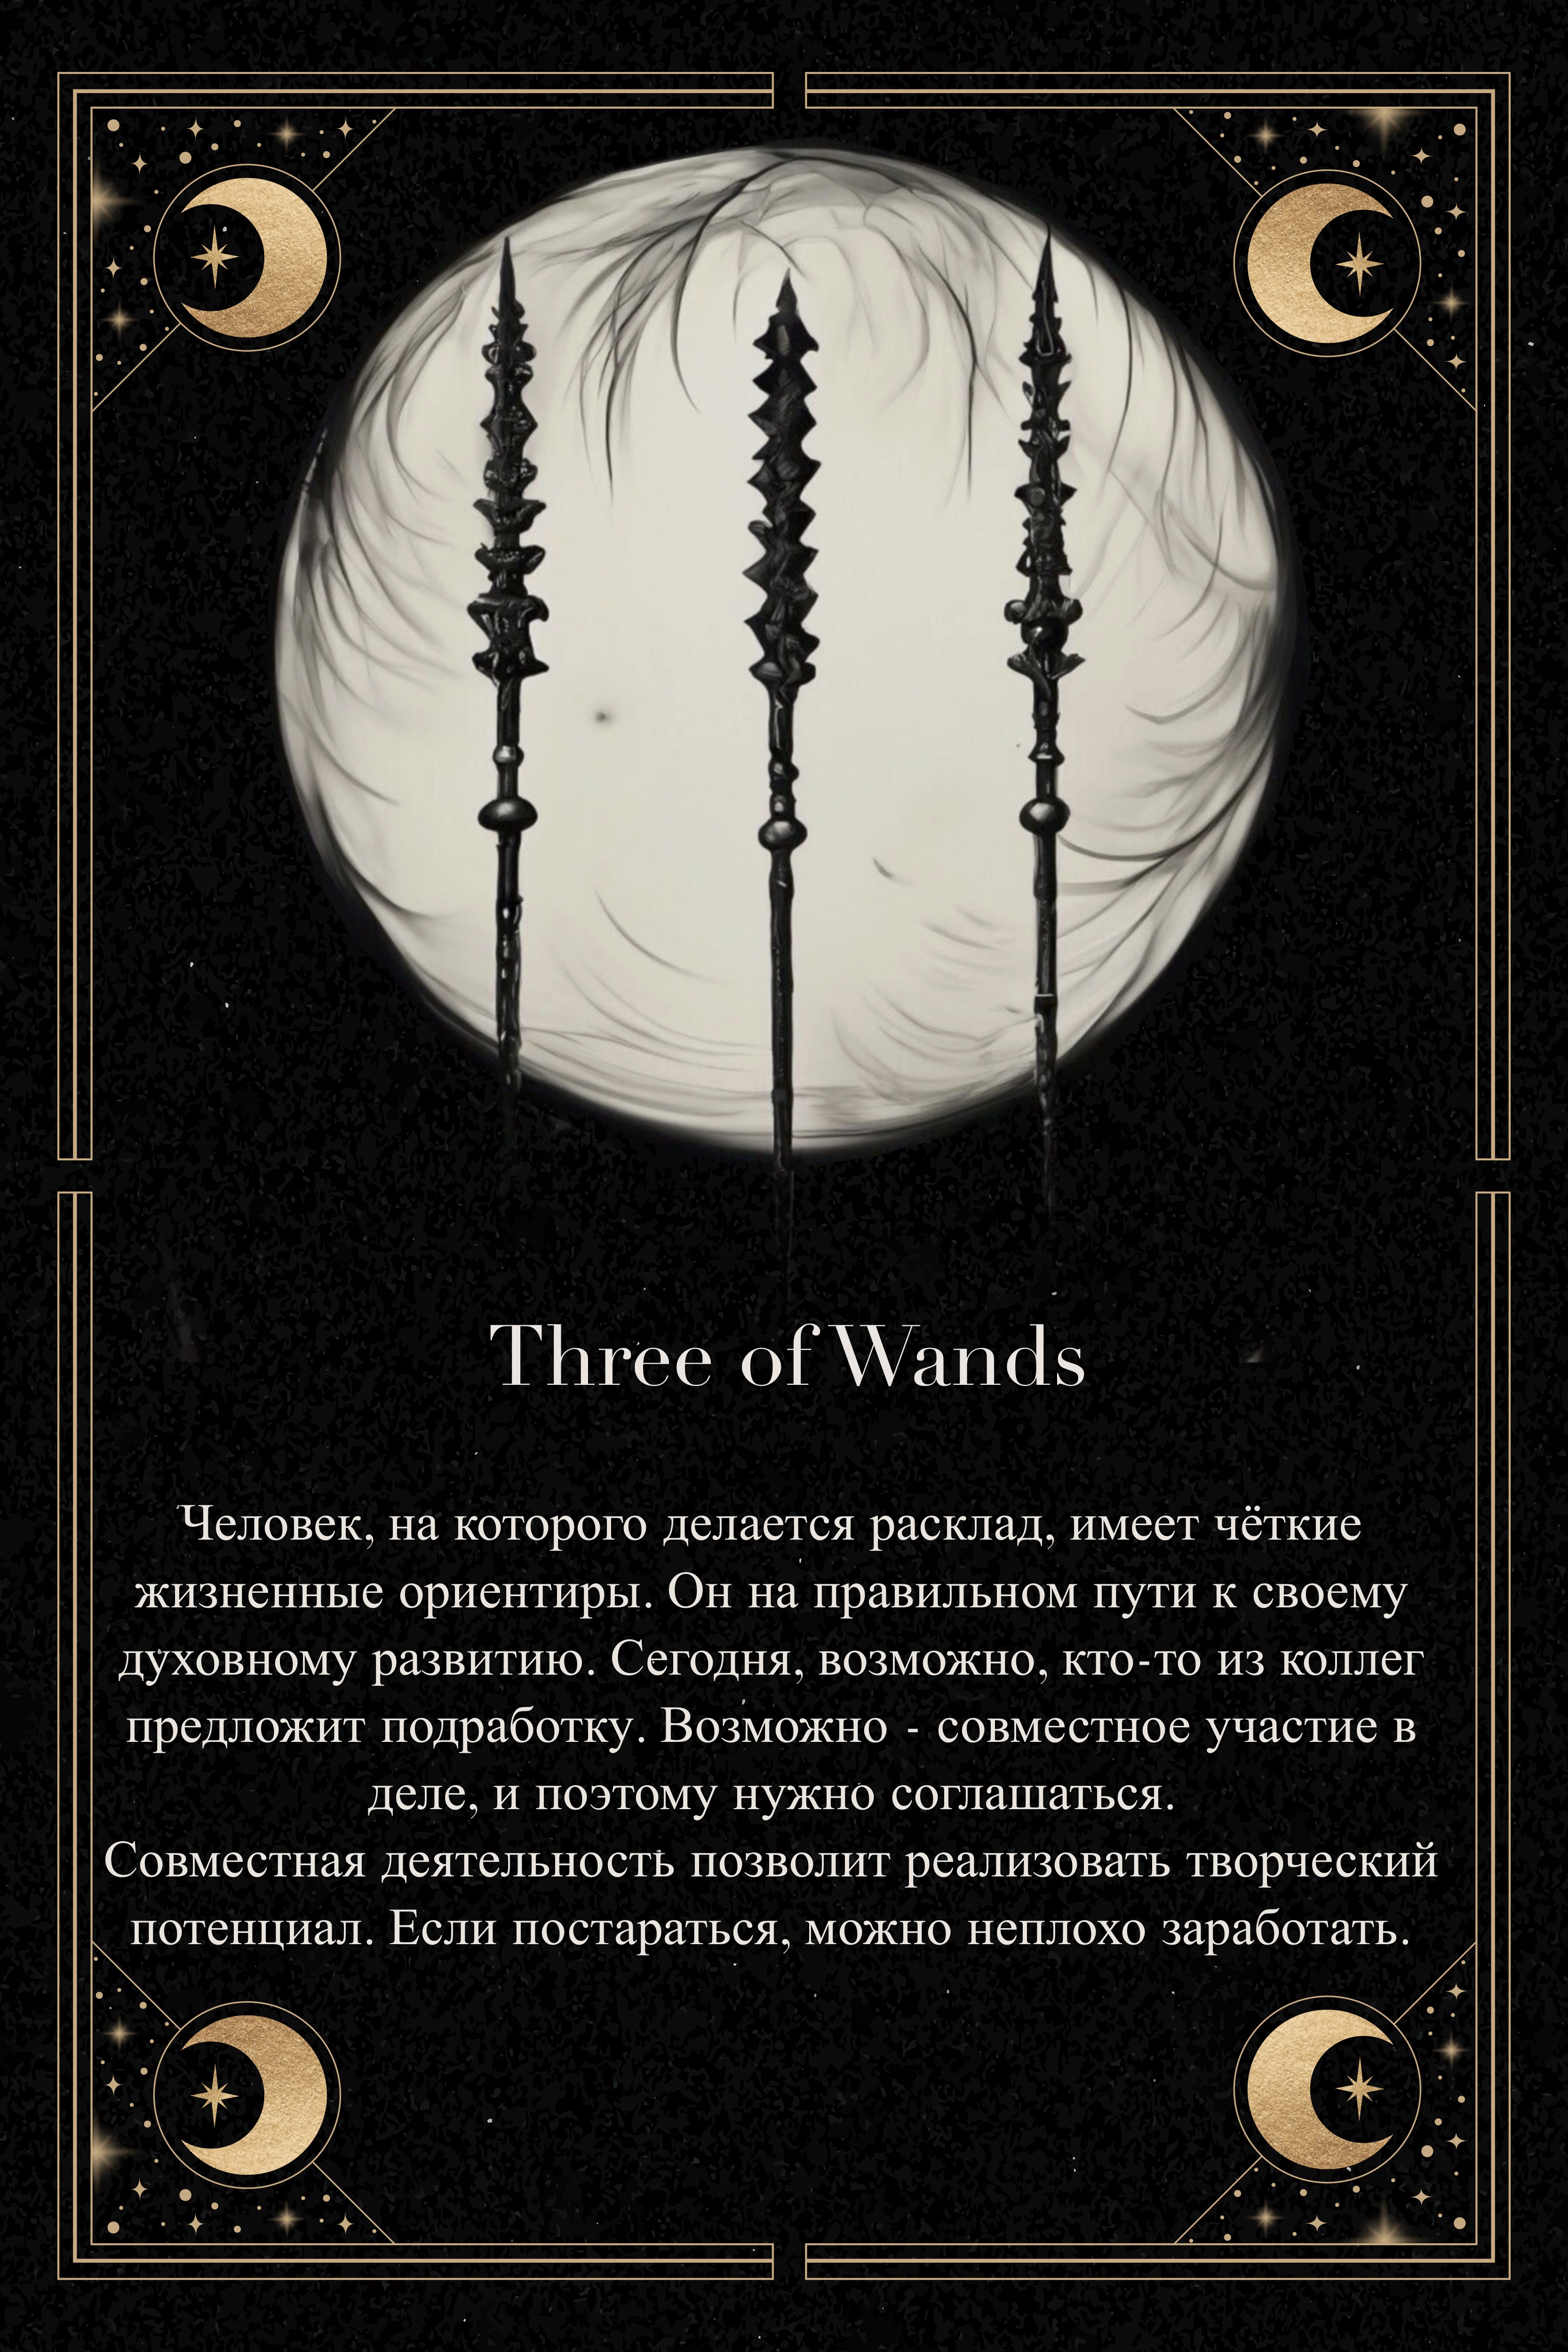 Three of Wands
Человек, на которого делается расклад, имеет чёткие
жизненные ориентиры. Он на правильном пути к своему
духовному развитию. Сегодня, возможно, кто-то из коллег
предложит подработку. Возможно - совместное участие в
деле, и поэтому нужно соглашаться.
Совместная деятельность позволит реализовать творческий
потенциал. Если постараться, можно неплохо заработать.